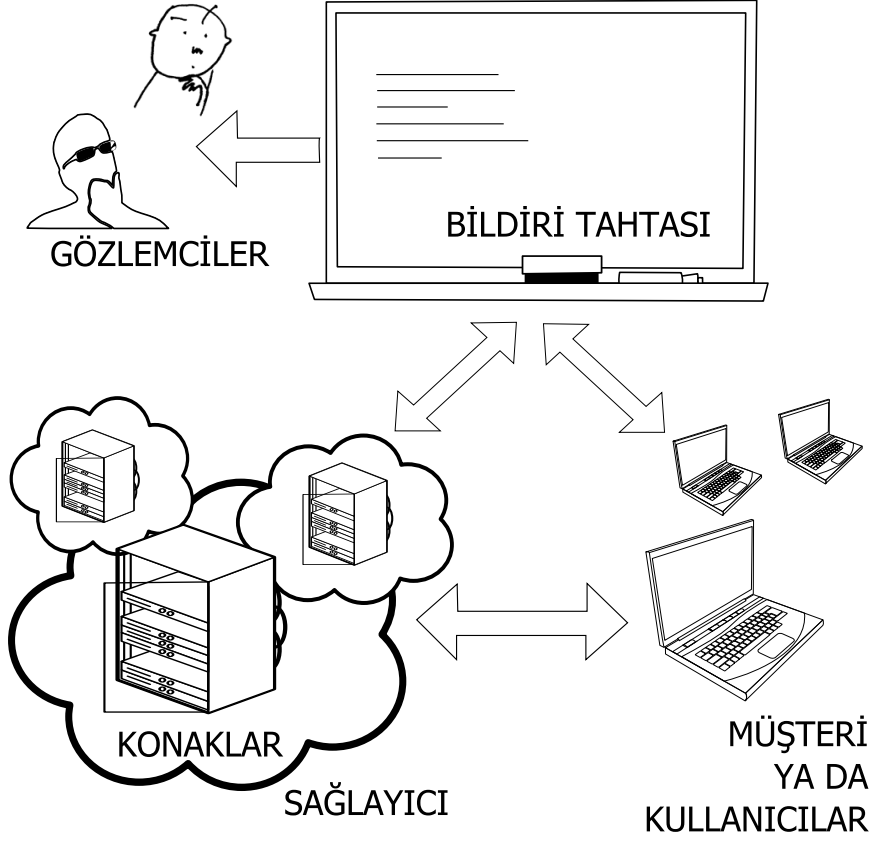 BİLDİRİ TAHTASI
GÖZLEMCİLER
KONAKLAR
SAĞLAYICI
MÜŞTERİ
YA DA
KULLANICILAR